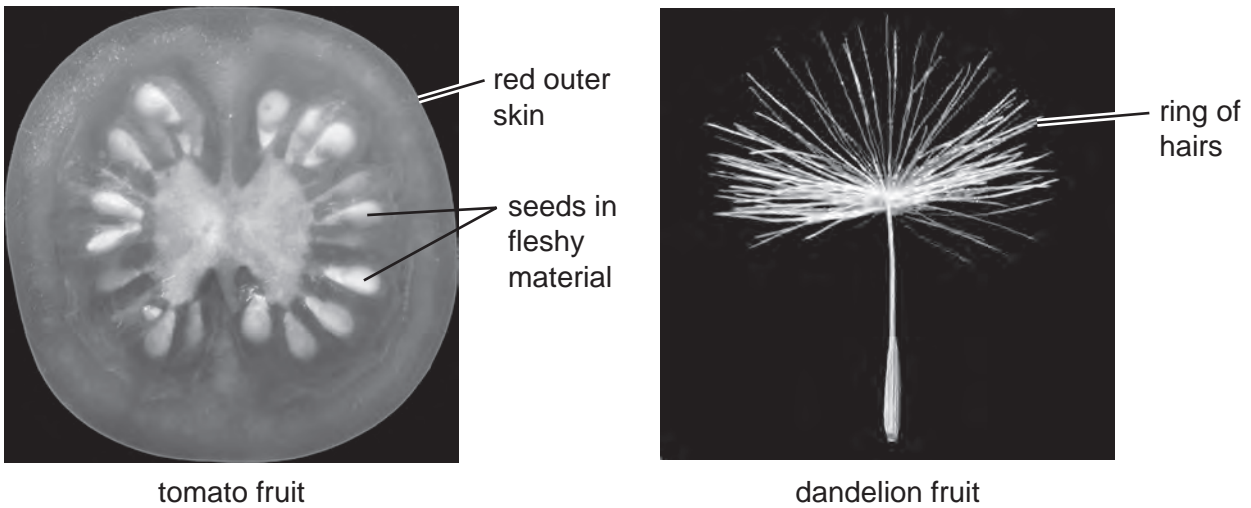 red outer
skin
seeds in
fleshy
material
tomato fruit
ring of
hairs
dandelion fruit